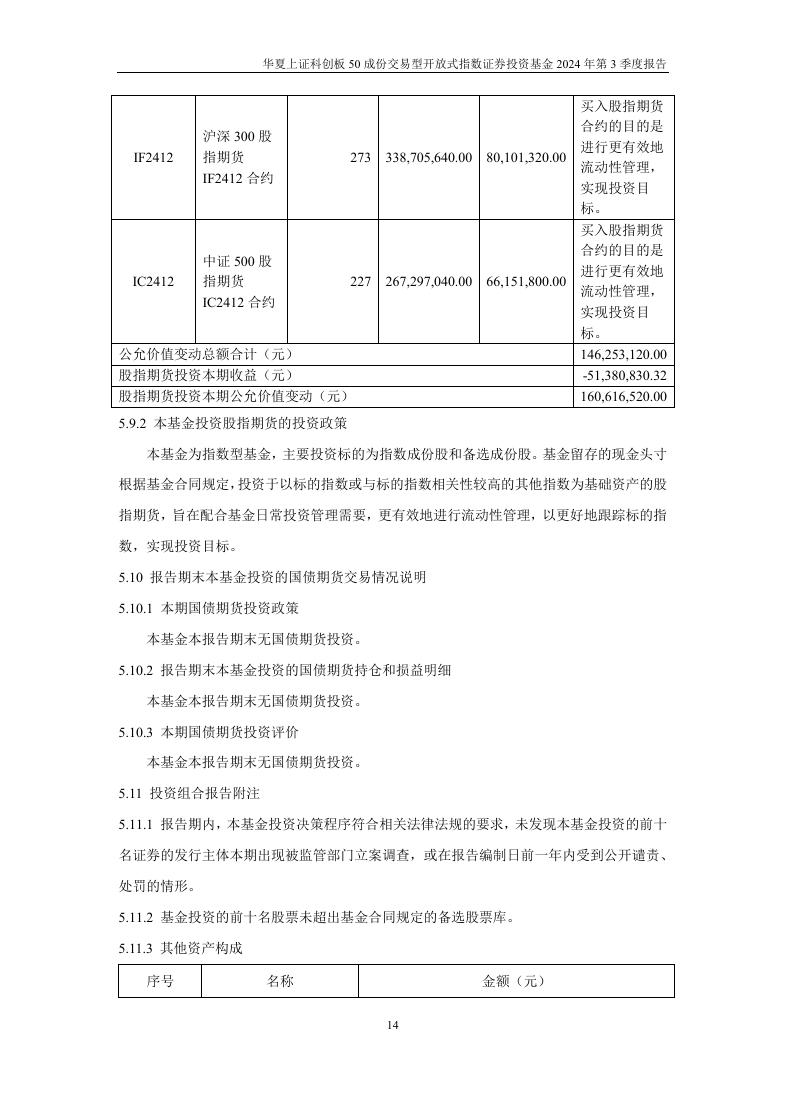 华夏上证科创板 50 成份交易型开放式指数证券投资基金 2024 年第 3 季度报告
IF2412
沪深 300 股
指期货
IF2412 合约
273
338,705,640.00
80,101,320.00
买入股指期货
合约的目的是
进行更有效地
流动性管理，
实现投资目
标。
IC2412
中证 500 股
指期货
IC2412 合约
227
267,297,040.00
66,151,800.00
买入股指期货
合约的目的是
进行更有效地
流动性管理，
实现投资目
标。
公允价值变动总额合计（元）
146,253,120.00
股指期货投资本期收益（元）
-51,380,830.32
股指期货投资本期公允价值变动（元）
160,616,520.00
5.9.2 本基金投资股指期货的投资政策
本基金为指数型基金，主要投资标的为指数成份股和备选成份股。基金留存的现金头寸
根据基金合同规定，投资于以标的指数或与标的指数相关性较高的其他指数为基础资产的股
指期货，旨在配合基金日常投资管理需要，更有效地进行流动性管理，以更好地跟踪标的指
数，实现投资目标。
5.10 报告期末本基金投资的国债期货交易情况说明
5.10.1 本期国债期货投资政策
本基金本报告期末无国债期货投资。
5.10.2 报告期末本基金投资的国债期货持仓和损益明细
本基金本报告期末无国债期货投资。
5.10.3 本期国债期货投资评价
本基金本报告期末无国债期货投资。
5.11 投资组合报告附注
5.11.1 报告期内，本基金投资决策程序符合相关法律法规的要求，未发现本基金投资的前十
名证券的发行主体本期出现被监管部门立案调查，或在报告编制日前一年内受到公开谴责、
处罚的情形。
5.11.2 基金投资的前十名股票未超出基金合同规定的备选股票库。
5.11.3 其他资产构成
序号
名称
金额（元）
14